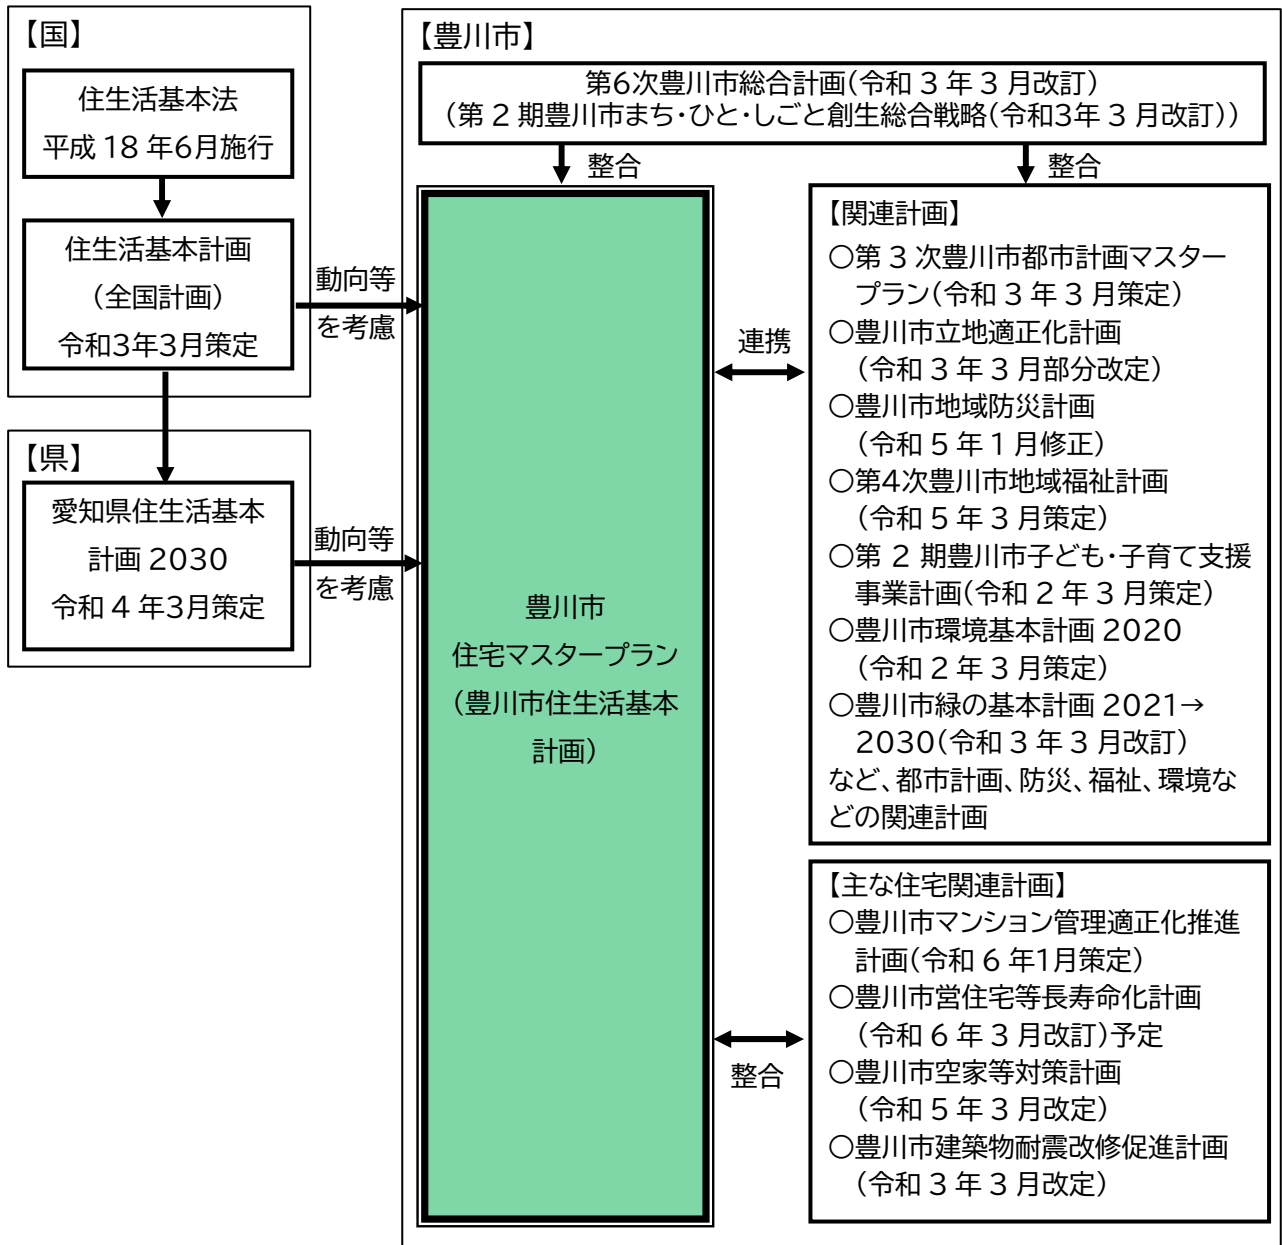 【国】
住生活基本法
平成 18 年6月施行
住生活基本計画
（全国計画）
令和3年3月策定
動向等
を考慮
【県】
愛知県住生活基本
計画 2030
令和 4 年3月策定
動向等
を考慮
【豊川市】
第6次豊川市総合計画(令和 3 年 3 月改訂)
(第 2 期豊川市まち・ひと・しごと創生総合戦略(令和3年 3 月改訂))
整合
整合
豊川市
住宅マスタープラン
(豊川市住生活基本
計画)
連携
【関連計画】
○第 3 次豊川市都市計画マスター
プラン(令和 3 年 3 月策定)
○豊川市立地適正化計画
(令和 3 年 3 月部分改定)
○豊川市地域防災計画
(令和 5 年 1 月修正)
○第4次豊川市地域福祉計画
(令和 5 年 3 月策定)
○第 2 期豊川市子ども・子育て支援
事業計画(令和 2 年 3 月策定)
○豊川市環境基本計画 2020
(令和 2 年 3 月策定)
○豊川市緑の基本計画 2021→
2030(令和 3 年 3 月改訂)
など、都市計画、防災、福祉、環境な
どの関連計画
整合
【主な住宅関連計画】
○豊川市マンション管理適正化推進
計画(令和 6 年1月策定)
○豊川市営住宅等長寿命化計画
(令和 6 年 3 月改訂)予定
○豊川市空家等対策計画
(令和 5 年 3 月改定)
○豊川市建築物耐震改修促進計画
(令和 3 年 3 月改定)